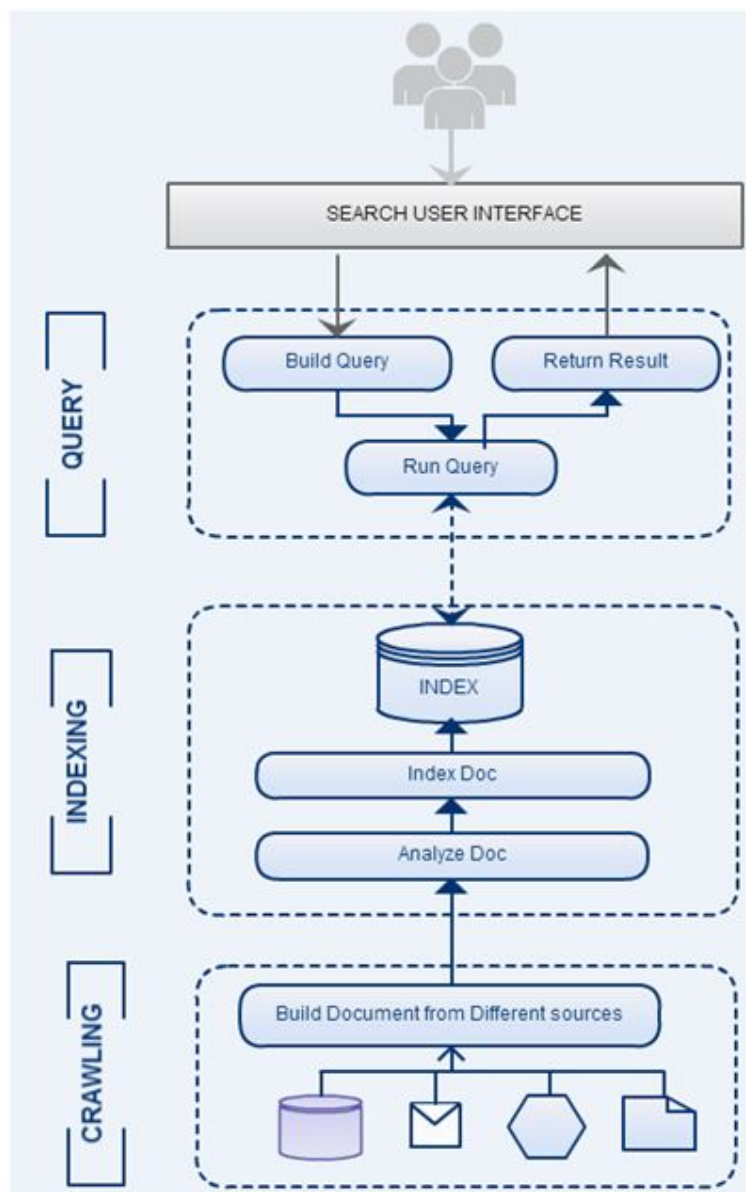 SEARCH USER INTERFACE
QUERY
Build Query
Return Result
Run Query
INDEXING
INDEX
Index Doc
Analyze Doc
CRAWLING
Build Document from Different sources